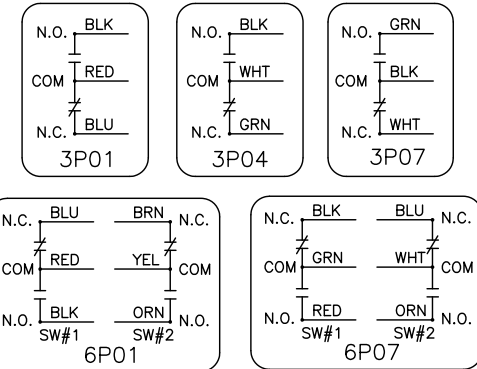 N.O. BLK N.O. BLK N.O. GRN
COM RED COM WHT COM BLK
N.C. BLU N.C. GRN N.C. WHT
3P01 3P04 3P07
N.C. BLU BRN N.C. N.C. BLK BLU N.C.
COM RED YEL COM COM GRN WHT COM
N.O. BLK ORN N.O. N.O. RED ORN N.O.
SW#1 SW#2 SW#1 SW#2
6P01 6P07